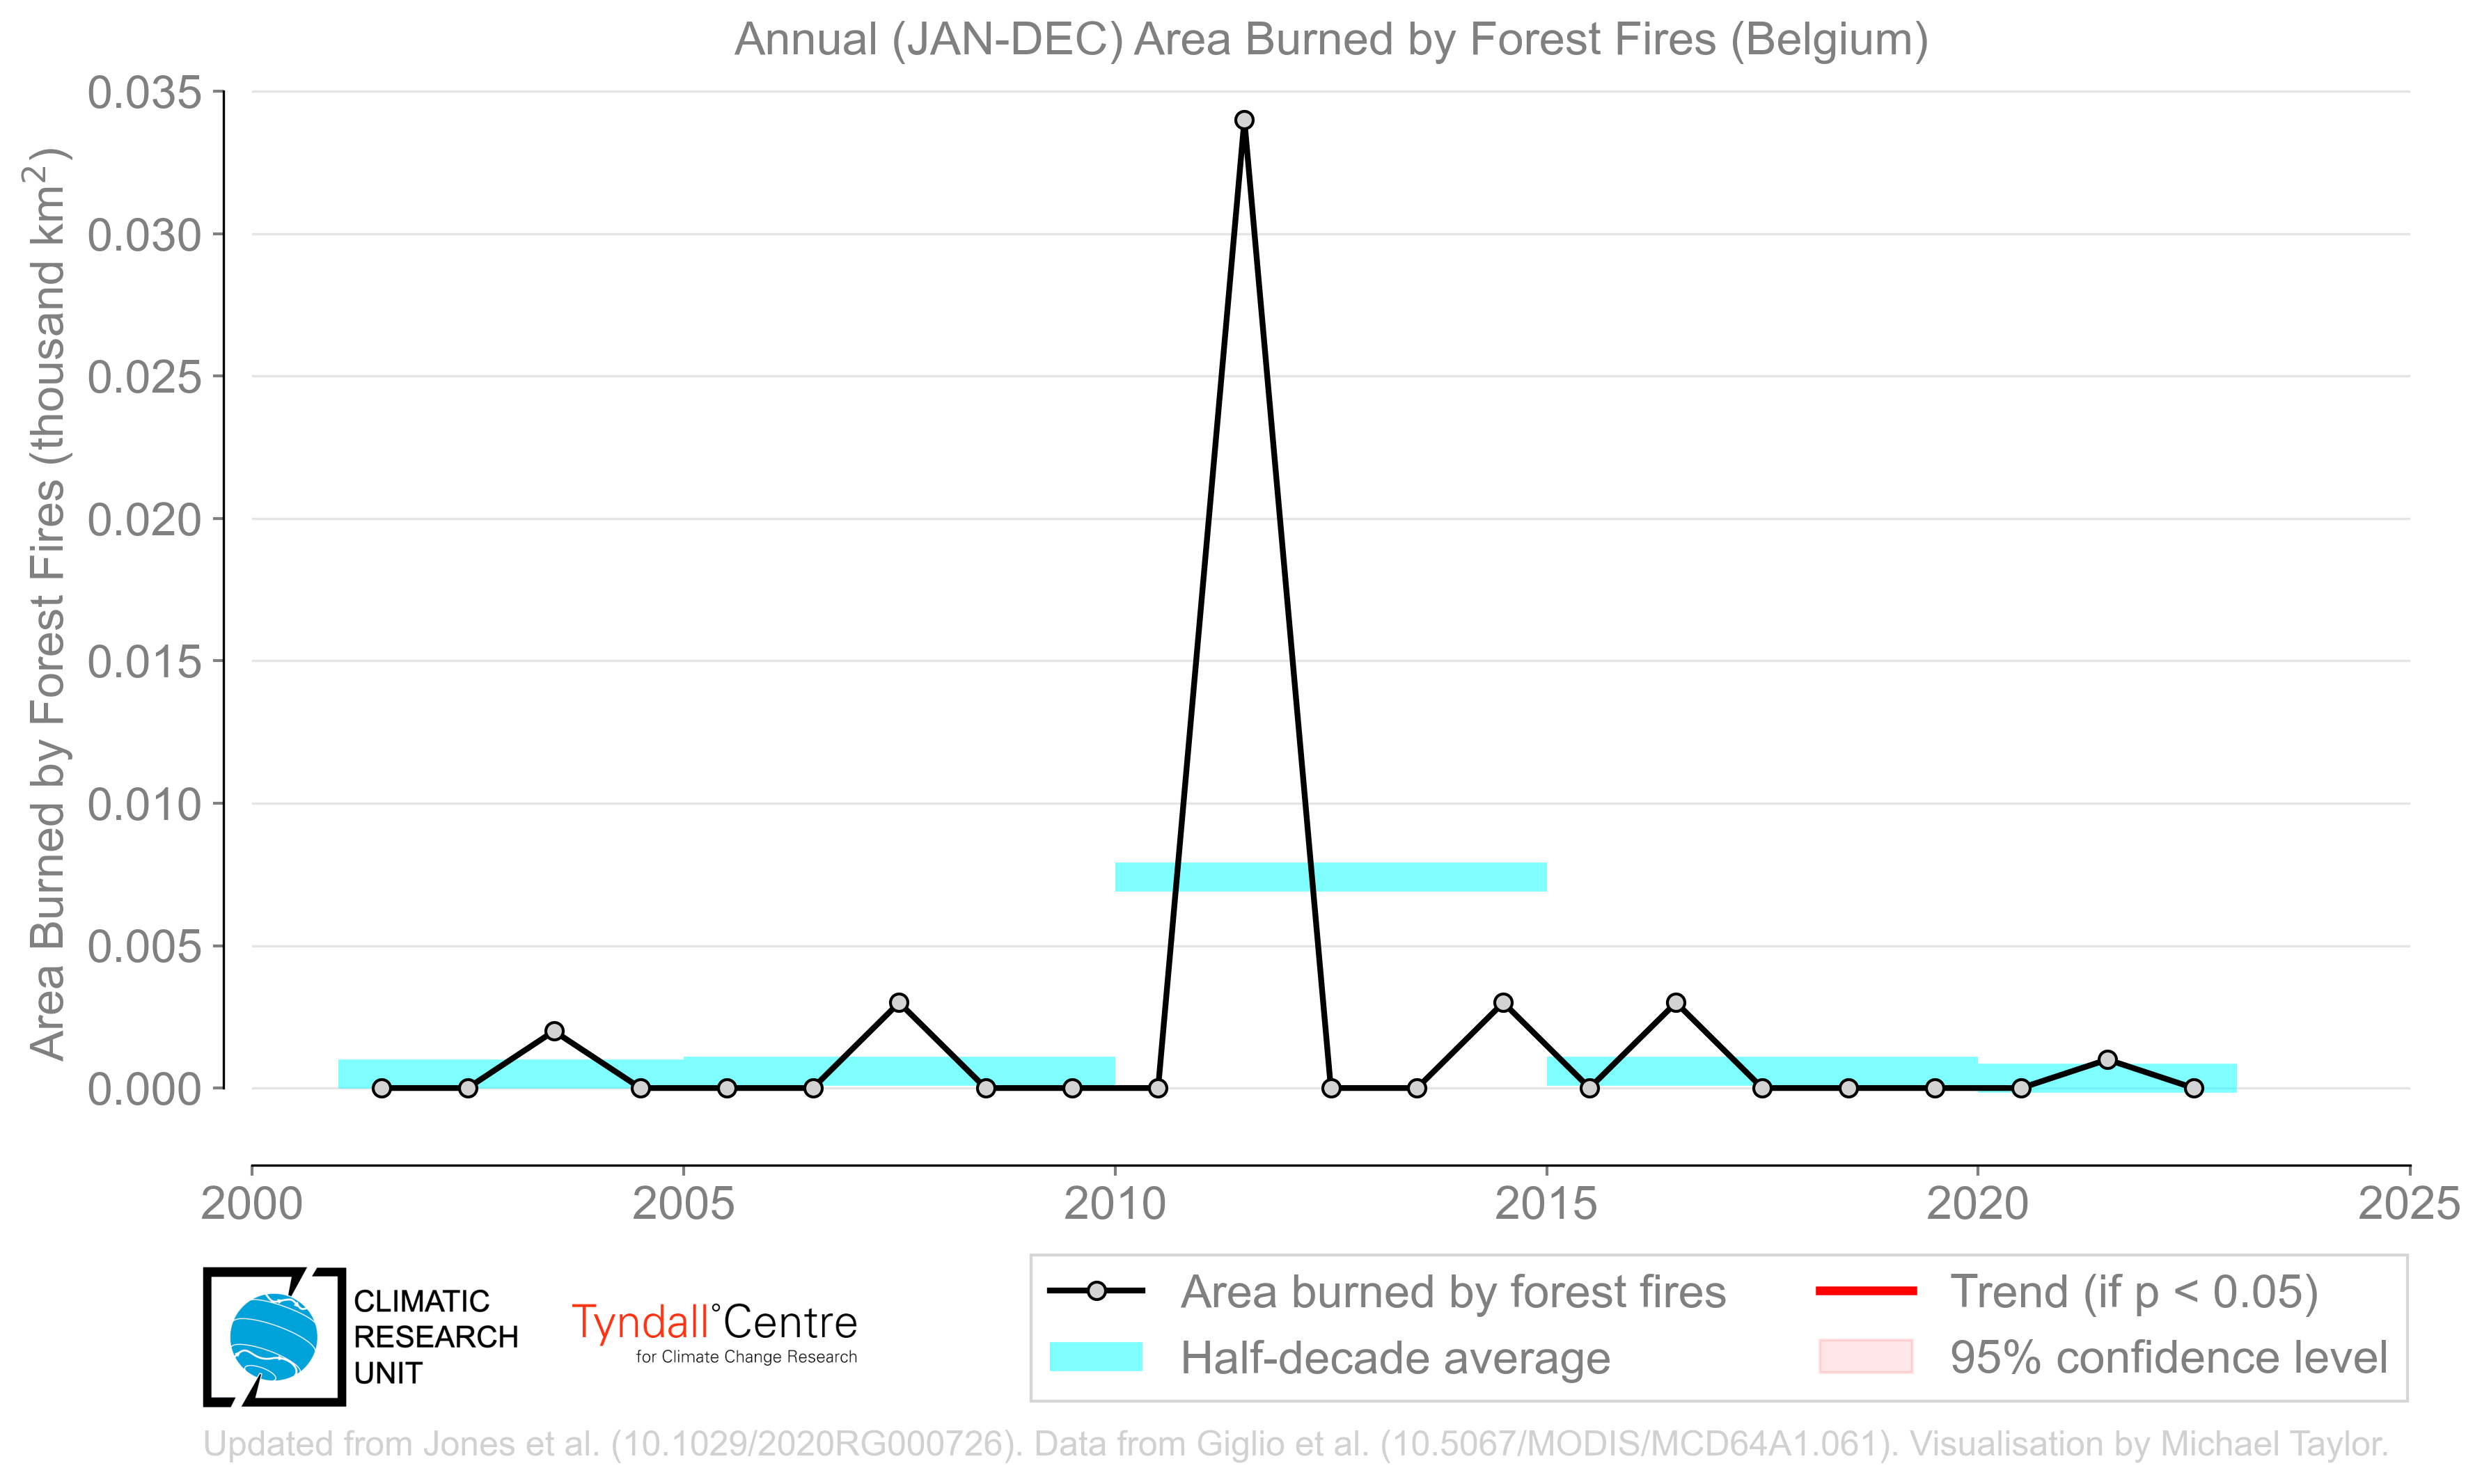 Annual (JAN-DEC) Area Burned by Forest Fires (Belgium)
Area Burned by Forest Fires (thousand km²)
0.035
0.030
0.025
0.020
0.015
0.010
0.005
0.000
2000 2005 2010 2015 2020 2025
CLIMATIC
RESEARCH
UNIT
Tyndall°Centre
for Climate Change Research
Area burned by forest fires
Half-decade average
Trend (if p < 0.05)
95% confidence level
Updated from Jones et al. (10.1029/2020RG000726). Data from Giglio et al. (10.5067/MODIS/MCD64A1.061). Visualisation by Michael Taylor.